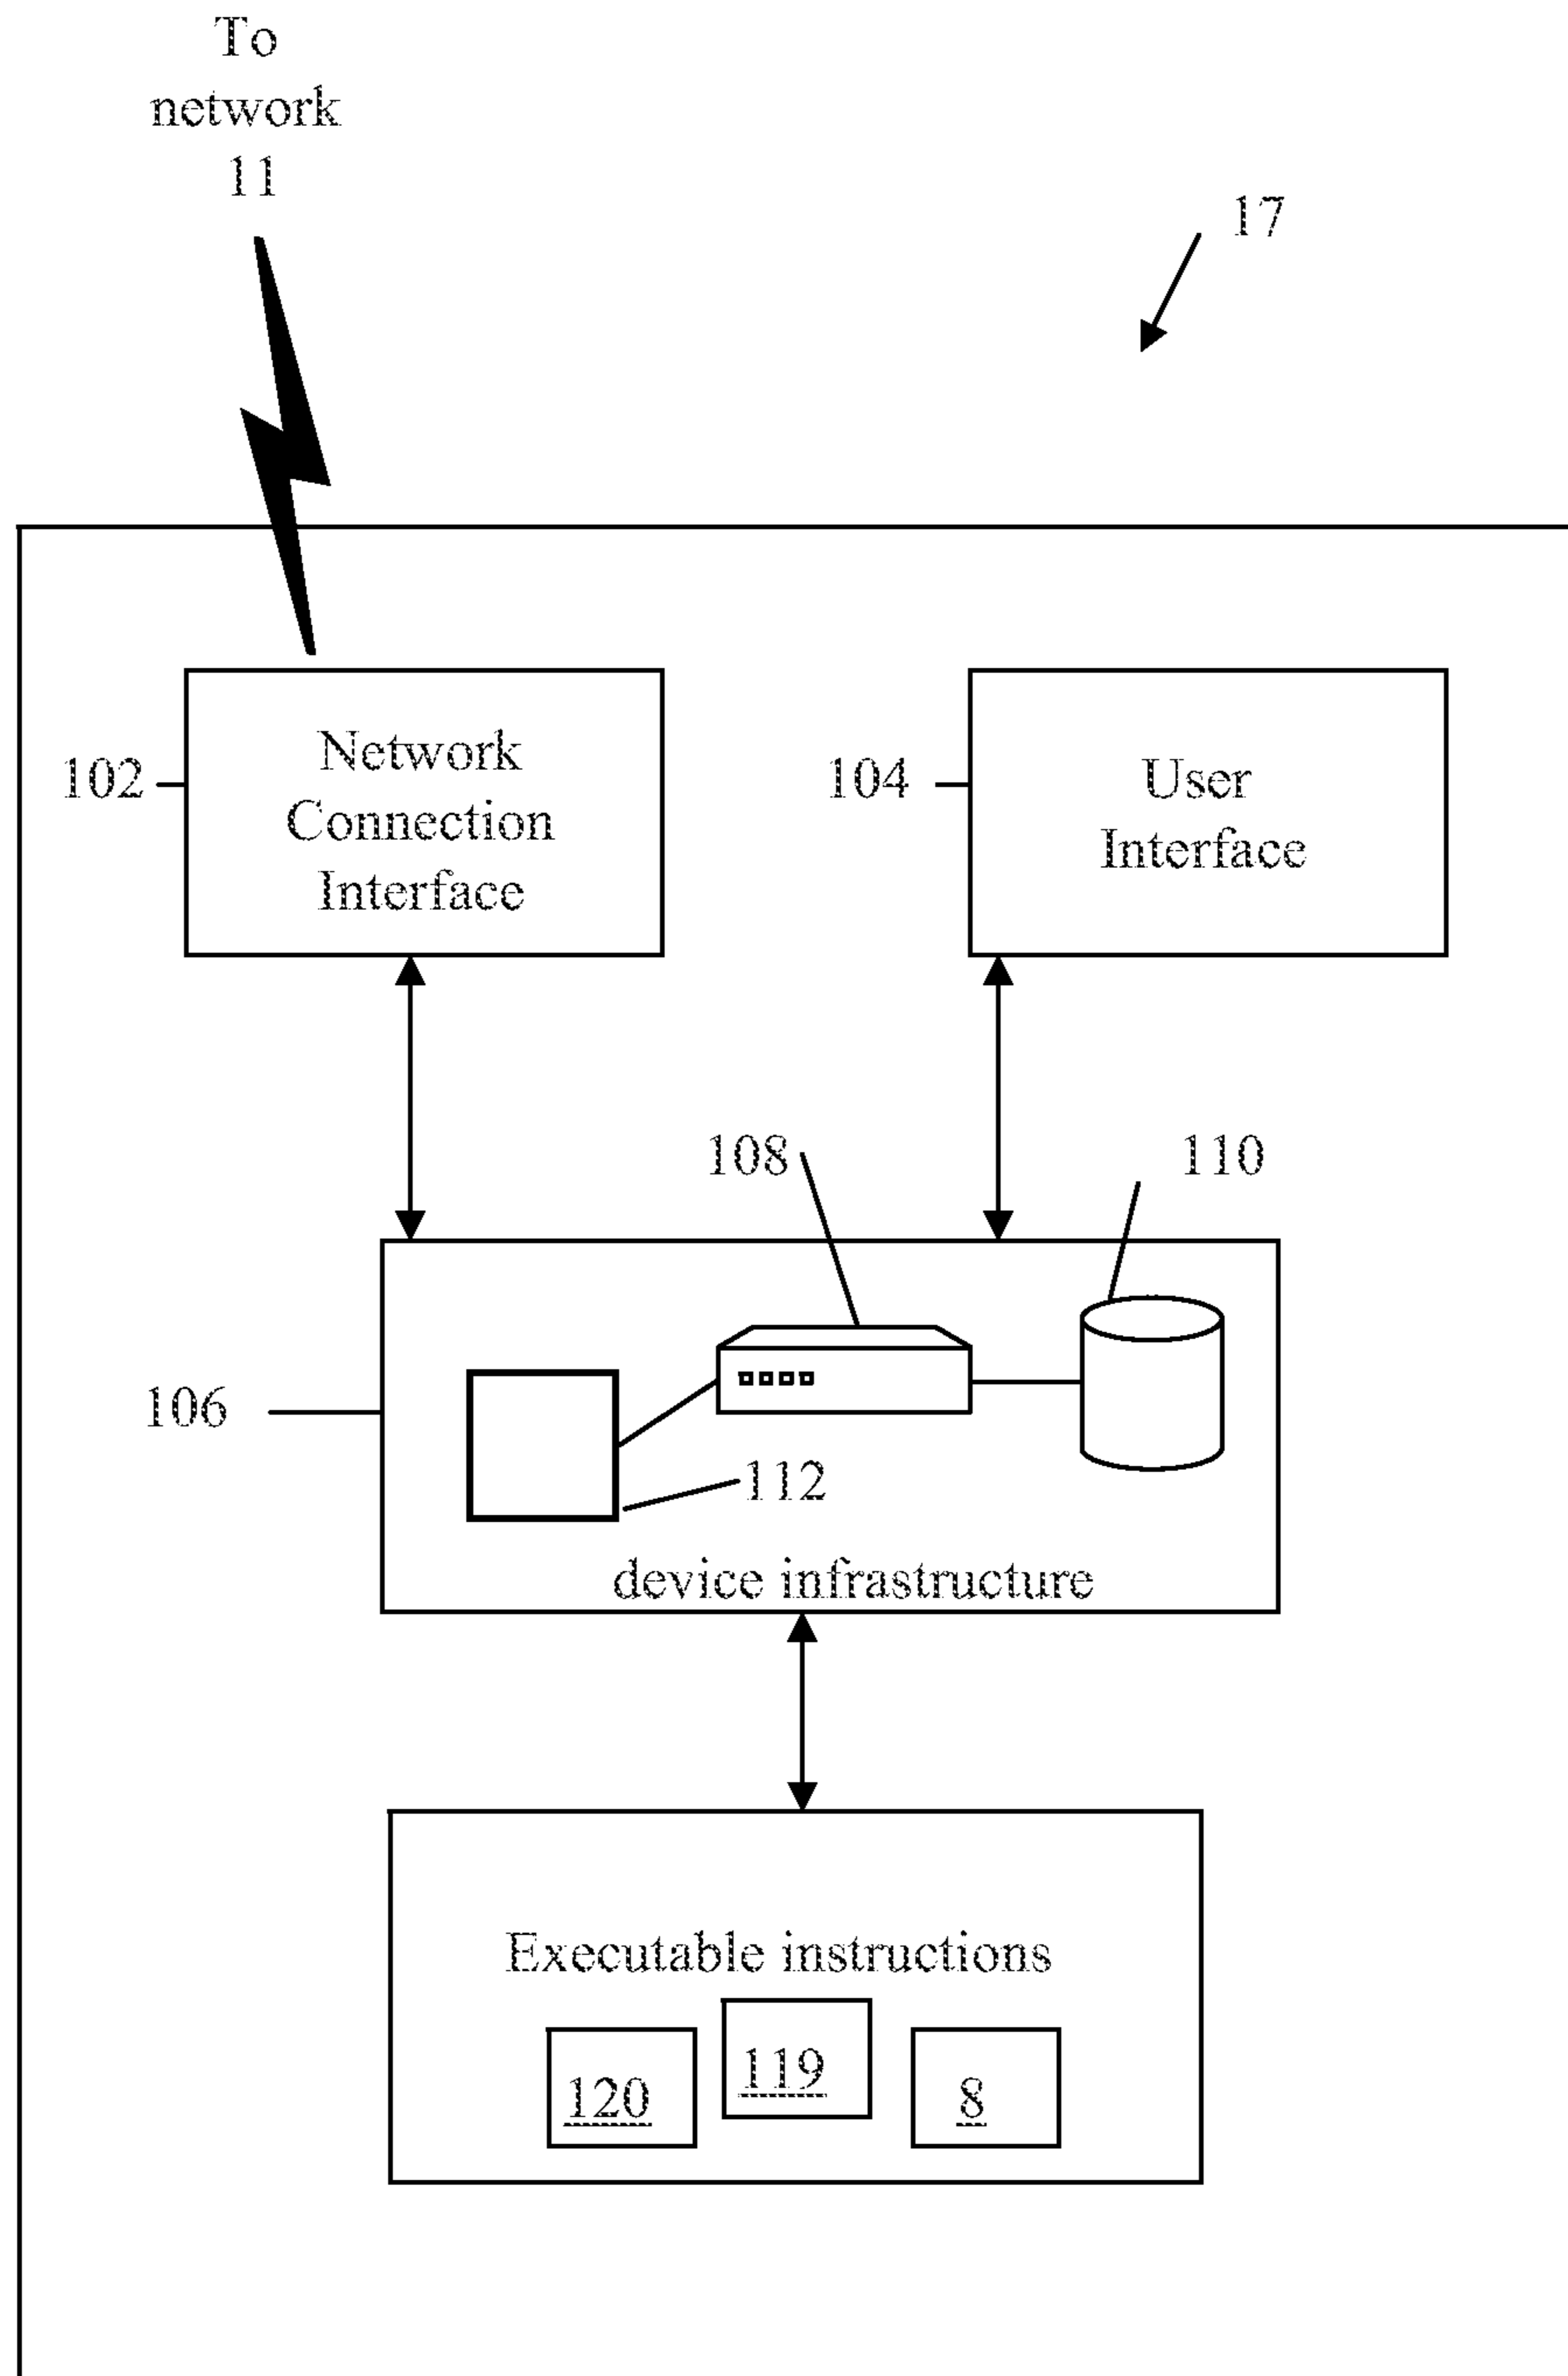 To
network
11
17
102
Network
Connection
Interface
104
User
Interface
108
110
106
112
device infrastructure
Executable instructions
120
119
8